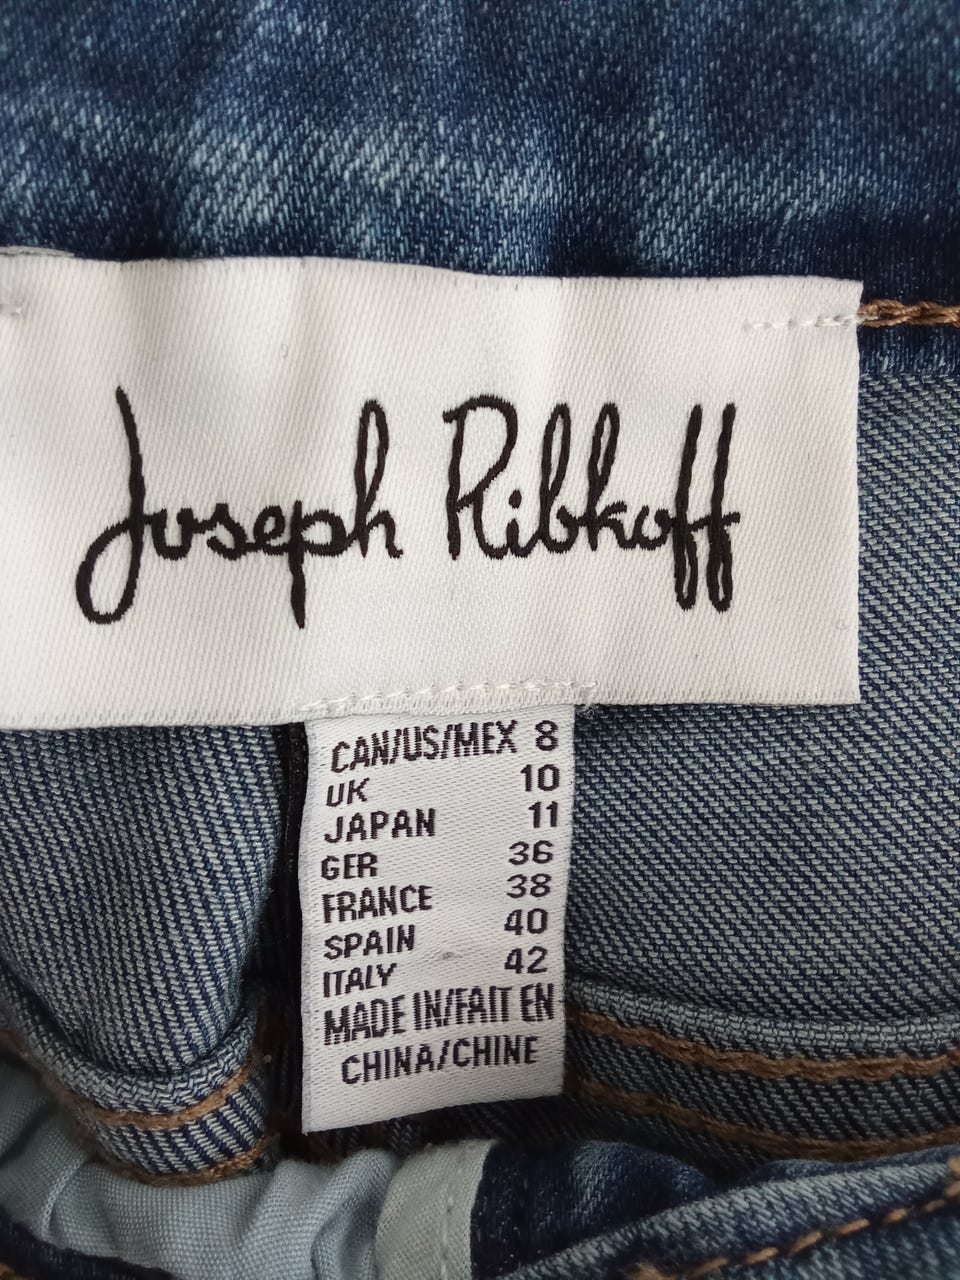 Joseph Ribkoff
CAN/US/MEX 8
UK 10
JAPAN 11
GER 36
FRANCE 38
SPAIN 40
ITALY 42
MADE IN/FAIT EN
CHINA/CHINE